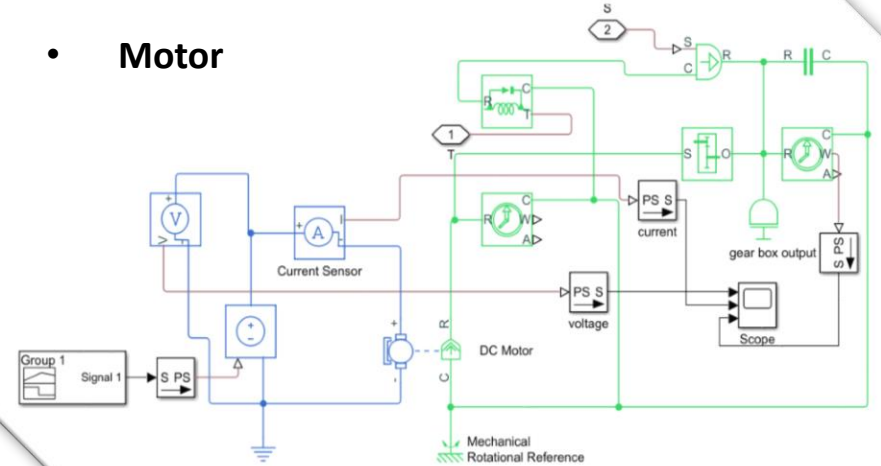 • Motor
S
2
S
R
C
R C
R
C
T
1
T
S O
R
C
W
A
V
+
V
+
A
I
Current Sensor
R
C
W
A
PS S
current
gear box output
S PS
PS S
voltage
Scope
+
-
+
-
R
C
DC Motor
Group 1
Signal 1
S PS
Mechanical
Rotational Reference